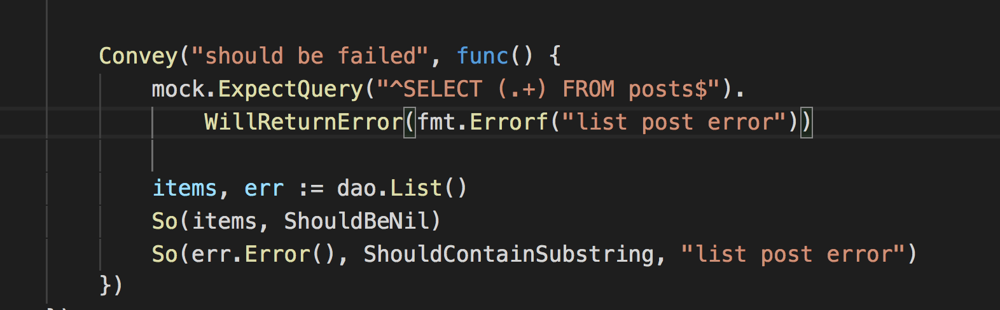 Convey("should be failed", func() {
mock.ExpectQuery("^SELECT (.+) FROM posts$").
WillReturnError(fmt.Errorf("list post error"))
items, err := dao.List()
So(items, ShouldBeNil)
So(err.Error(), ShouldContainSubstring, "list post error")
})